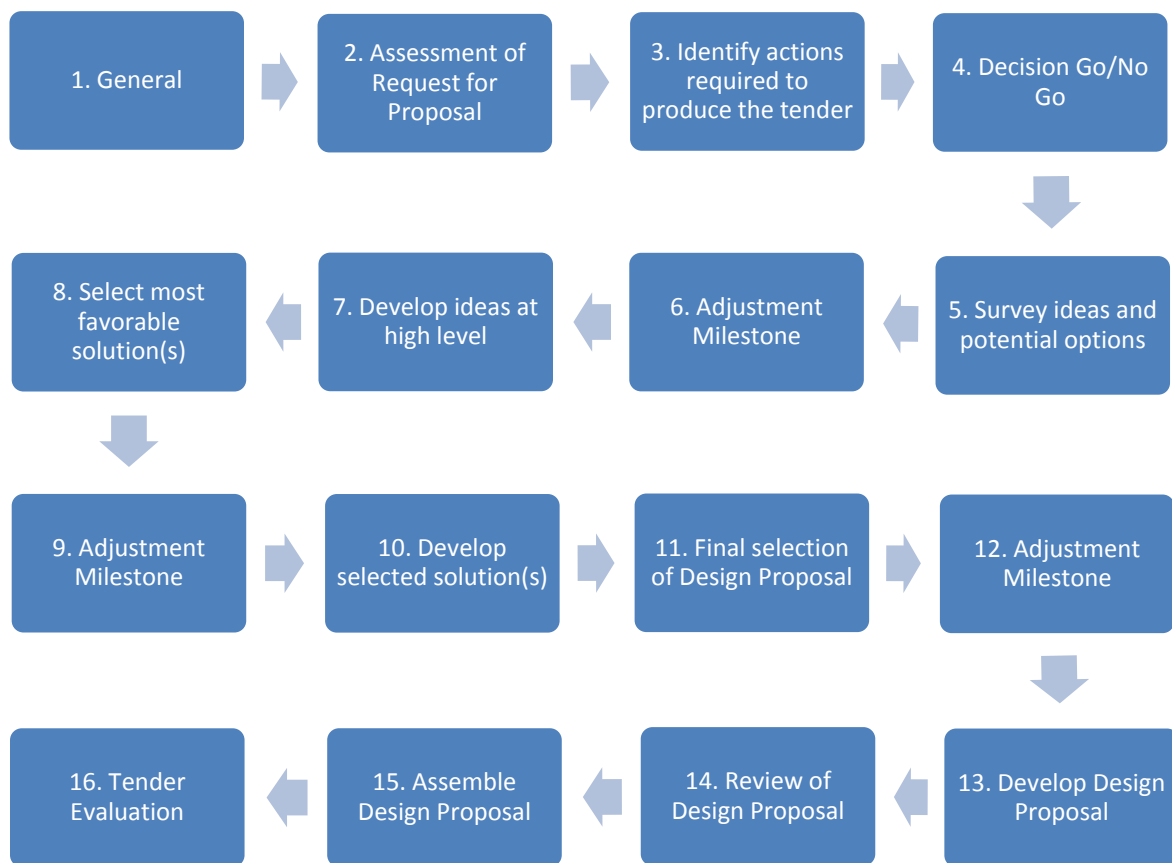 1. General
2. Assessment of
Request for
Proposal
3. Identify actions
required to
produce the tender
4. Decision Go/No
Go
5. Survey ideas and
potential options
6. Adjustment
Milestone
7. Develop ideas at
high level
8. Select most
favorable
solution(s)
9. Adjustment
Milestone
10. Develop
selected solution(s)
11. Final selection
of Design Proposal
12. Adjustment
Milestone
13. Develop Design
Proposal
14. Review of
Design Proposal
15. Assemble
Design Proposal
16. Tender
Evaluation